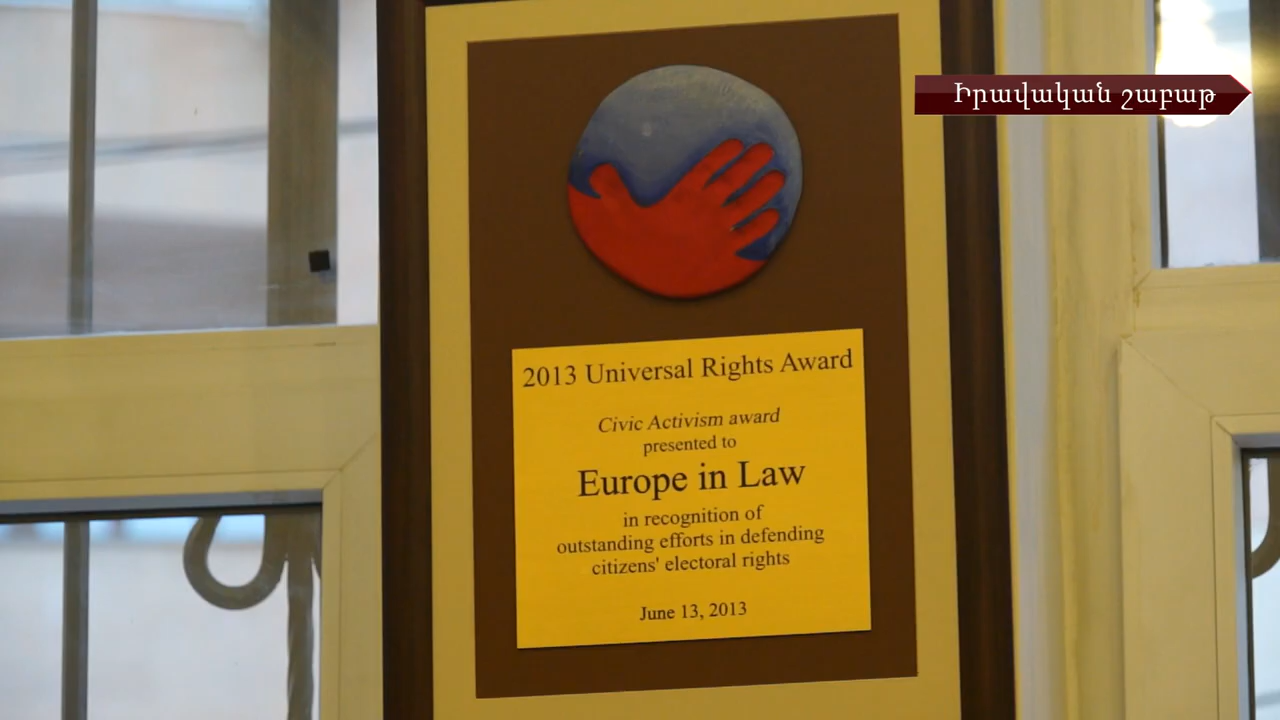 Իրավական շաբաթ
2013 Universal Rights Award
Civic Activism award
presented to
Europe in Law
in recognition of
outstanding efforts in defending
citizens' electoral rights
June 13, 2013